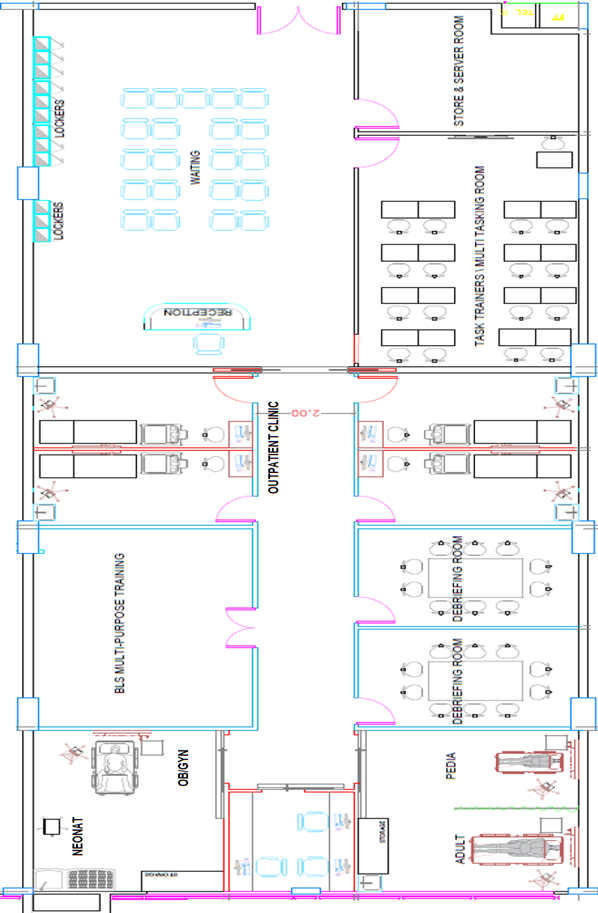 TEL
FF
STORE & SERVER ROOM
LOCKERS
WAITING
LOCKERS
TASK TRAINERS \ MULTI TASKING ROOM
RECEPTION
2.00
OUTPATIENT CLINIC
BLS MULTI-PURPOSE TRAINING
DEBRIEFING ROOM
DEBRIEFING ROOM
OB/GYN
PEDIA
NEONAT
ADULT
STORAGE
STORAGE